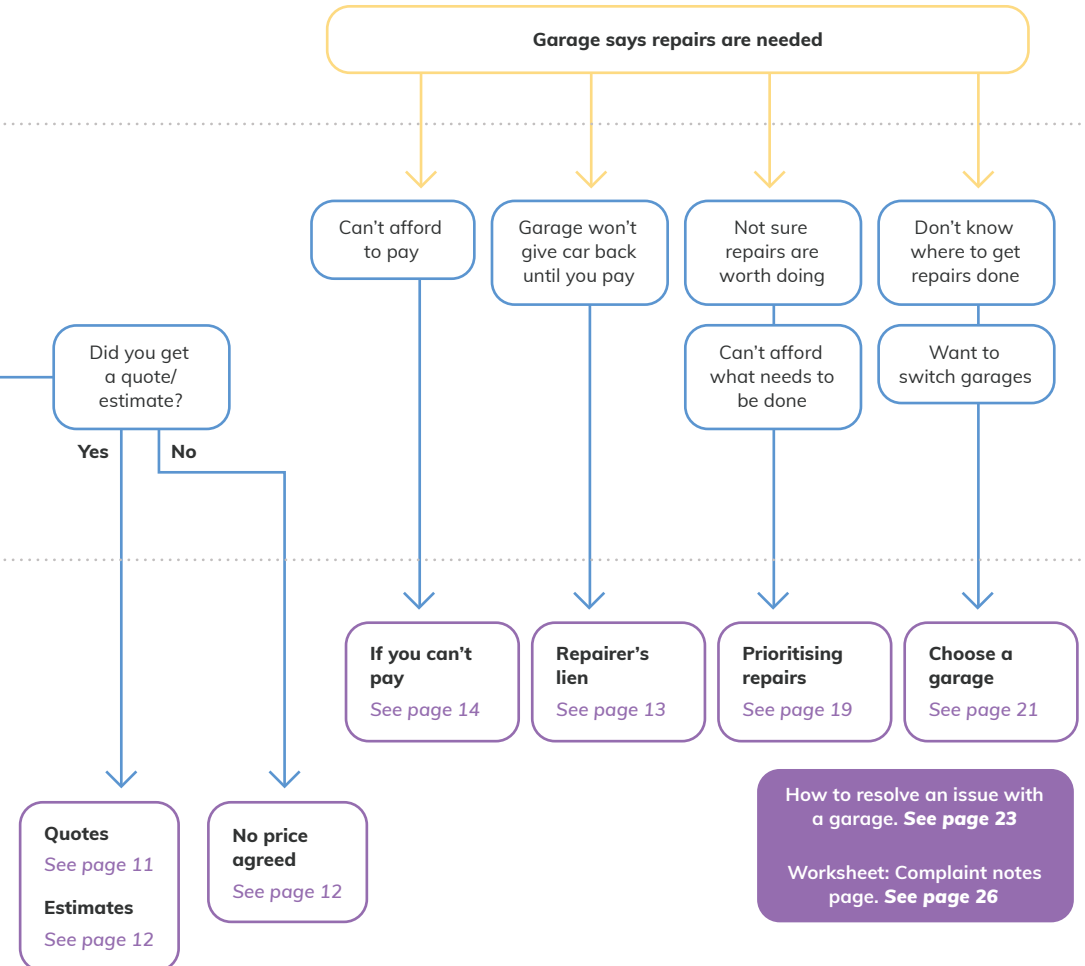 Garage says repairs are needed
Can't afford
to pay
Garage won't
give car back
until you pay
Not sure
repairs are
worth doing
Don't know
where to get
repairs done
Did you get
a quote/
estimate?
Can't afford
what needs to
be done
Want to
switch garages
Yes
No
If you can't
pay
See page 14
Repairer's
lien
See page 13
Prioritising
repairs
See page 19
Choose a
garage
See page 21
Quotes
See page 11
Estimates
See page 12
No price
agreed
See page 12
How to resolve an issue with
a garage. See page 23
Worksheet: Complaint notes
page. See page 26